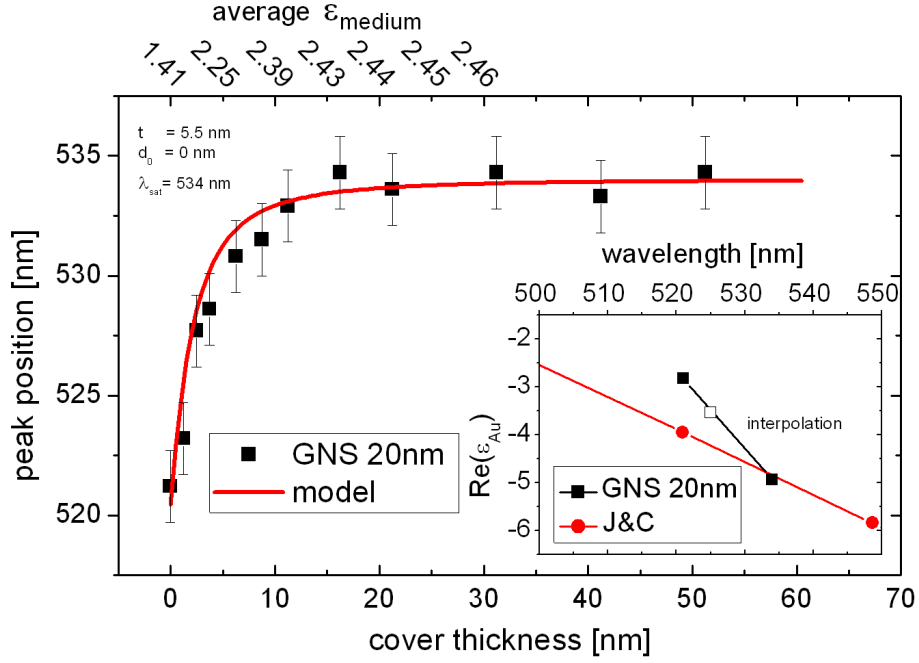 average ε_medium
1.41 2.25 2.39 2.43 2.44 2.45 2.46
t = 5.5 nm
d_0 = 0 nm
λ_sat = 534 nm
535
530
525
520
peak position [nm]
0 10 20 30 40 50 60 70
cover thickness [nm]
GNS 20nm
model
wavelength [nm]
500 510 520 530 540 550
-2
-3
-4
-5
-6
Re(ε_Au)
interpolation
GNS 20nm
J&C